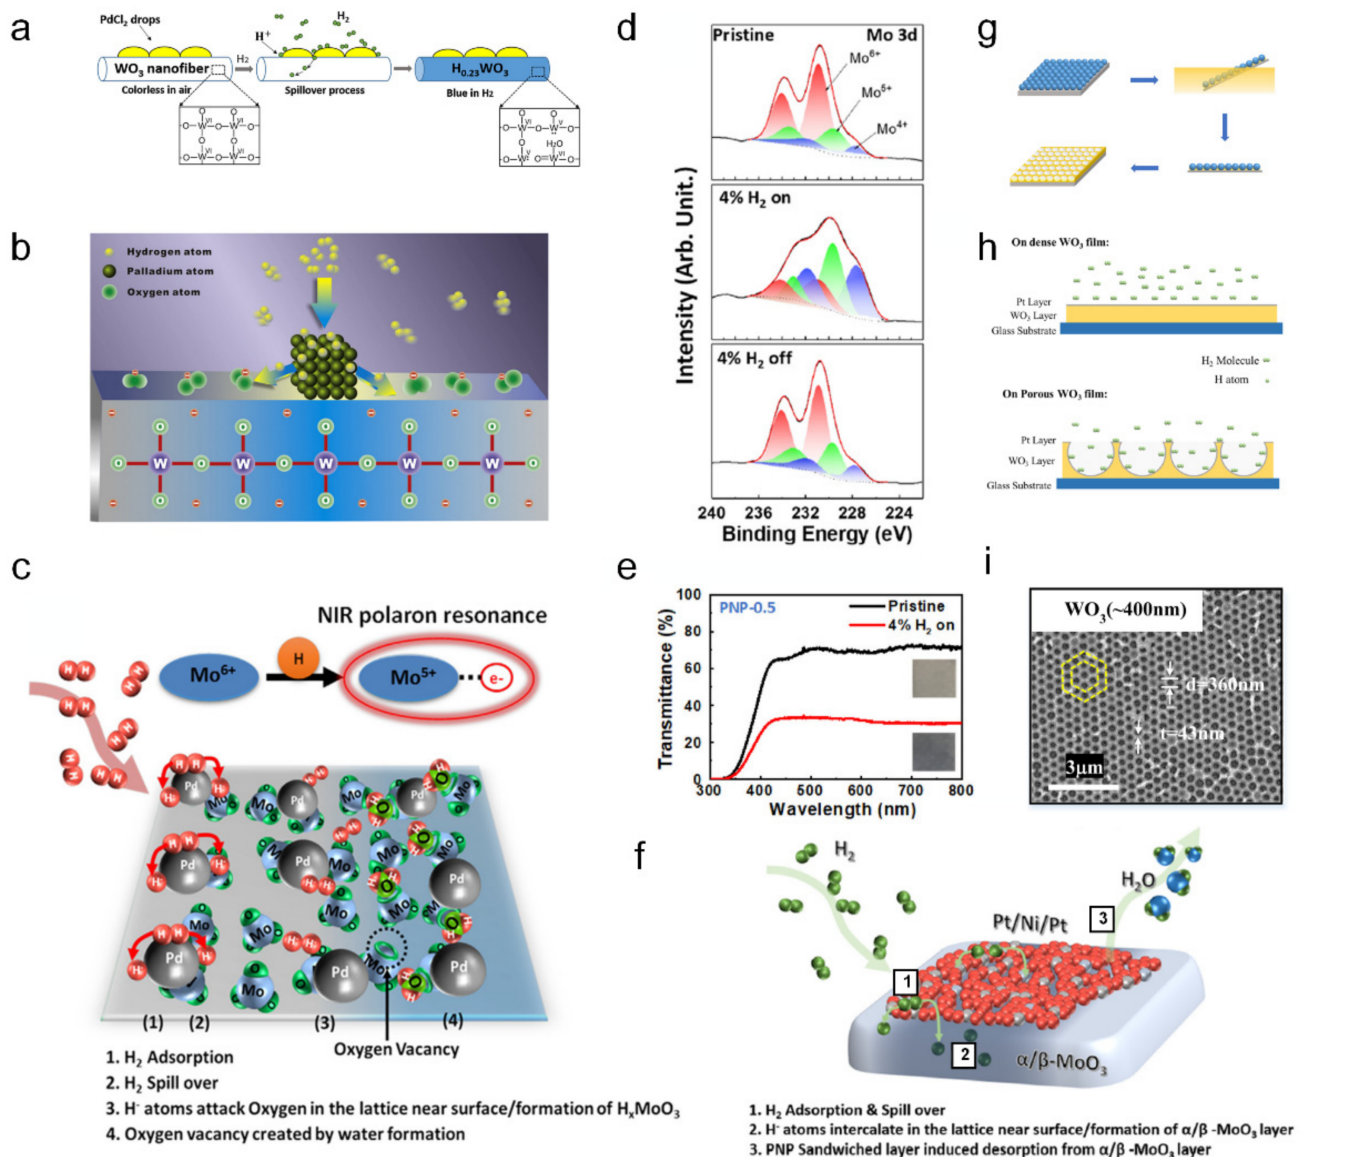 a
PdCl2 drops
H2
H+
WO3 nanofiber
H2
H0.23WO3
Colorless in air
Spillover process
Blue in H2
b
Hydrogen atom
Palladium atom
Oxygen atom
W W W W W
c
NIR polaron resonance
Mo6+
H
Mo5+
e-
Pd
Mo
(1) (2) (3) (4)
Oxygen Vacancy
1. H2 Adsorption
2. H2 Spill over
3. H- atoms attack Oxygen in the lattice near surface/formation of HxMoO3
4. Oxygen vacancy created by water formation
d
Pristine
Mo 3d
Mo6+
Mo5+
Mo4+
4% H2 on
4% H2 off
Intensity (Arb. Unit.)
240 236 232 228 224
Binding Energy (eV)
e
PNP-0.5
Pristine
4% H2 on
Transmittance (%)
100
80
60
40
20
0
300 400 500 600 700 800
Wavelength (nm)
f
H2
H2O
Pt/Ni/Pt
1
2
3
α/β-MoO3
1. H2 Adsorption & Spill over
2. H- atoms intercalate in the lattice near surface/formation of α/β -MoO3 layer
3. PNP Sandwiched layer induced desorption from α/β -MoO3 layer
g
h
On dense WO3 film:
Pt Layer
WO3 Layer
Glass Substrate
H2 Molecule
H atom
On Porous WO3 film:
Pt Layer
WO3 Layer
Glass Substrate
i
WO3(~400nm)
d=360nm
t=43nm
3μm